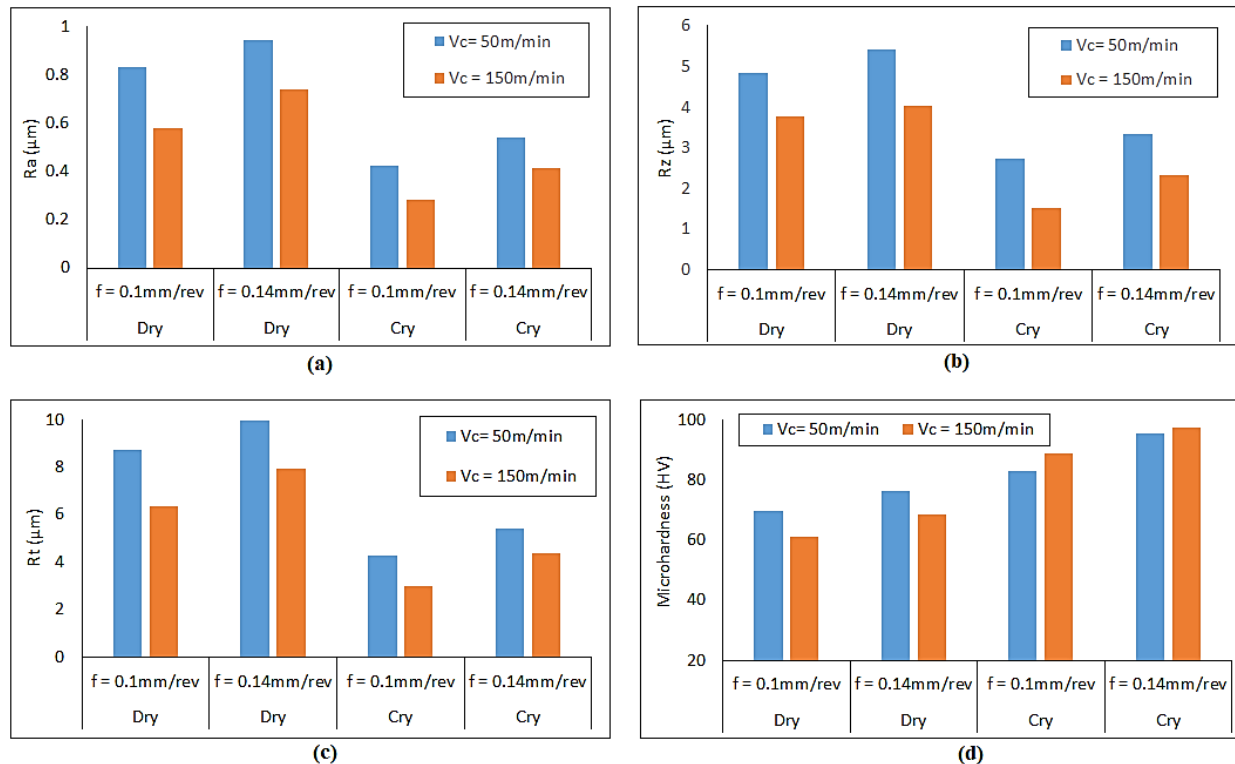 1
0.8
0.6
0.4
0.2
0
Ra (µm)
Vc= 50m/min
Vc = 150m/min
f = 0.1mm/rev f = 0.14mm/rev f = 0.1mm/rev f = 0.14mm/rev
Dry Dry Cry Cry
(a)
6
5
4
3
2
1
0
Rz (µm)
Vc= 50m/min
Vc = 150m/min
f = 0.1mm/rev f = 0.14mm/rev f = 0.1mm/rev f = 0.14mm/rev
Dry Dry Cry Cry
(b)
10
8
6
4
2
0
Rt (µm)
Vc= 50m/min
Vc = 150m/min
f = 0.1mm/rev f = 0.14mm/rev f = 0.1mm/rev f = 0.14mm/rev
Dry Dry Cry Cry
(c)
100
80
60
40
20
Microhardness (HV)
Vc= 50m/min Vc = 150m/min
f = 0.1mm/rev f = 0.14mm/rev f = 0.1mm/rev f = 0.14mm/rev
Dry Dry Cry Cry
(d)